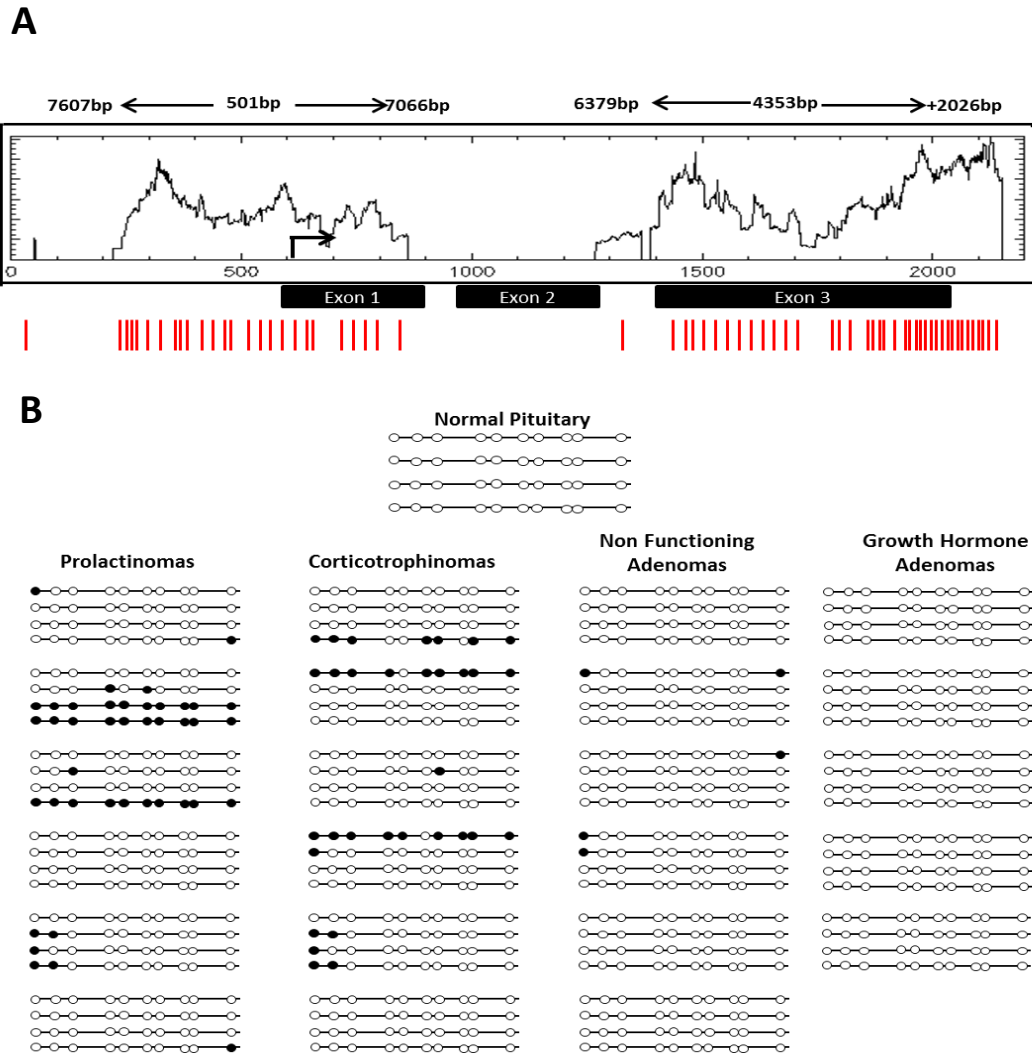 A
7607bp 501bp 7066bp 6379bp 4353bp +2026bp
0 500 1000 1500 2000
Exon 1 Exon 2 Exon 3
B
Normal Pituitary
Prolactinomas
Corticotrophinomas
Non Functioning
Adenomas
Growth Hormone
Adenomas